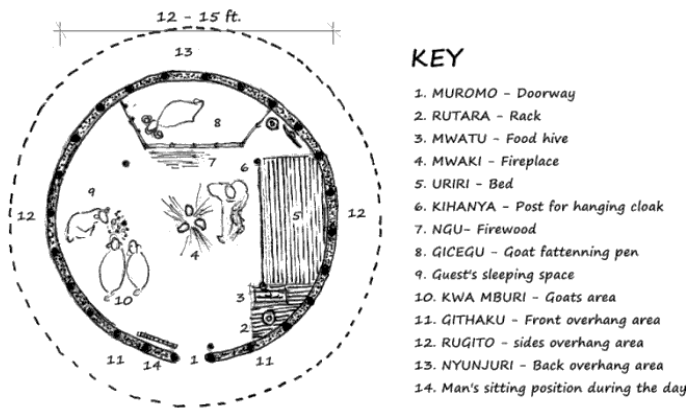 12 - 15 ft.
13
8
7
6
9
12
5
12
4
10
3
2
11
14
1
11
KEY
1. MUROMO - Doorway
2. RUTARA - Rack
3. MWATU - Food hive
4. MWAKI - Fireplace
5. URIRI - Bed
6. KIHANYA - Post for hanging cloak
7. NGU- Firewood
8. GICEGU - Goat fattenning pen
9. Guest's sleeping space
10. KWA MBURI - Goats area
11. GITHAKU - Front overhang area
12. RUGITO - sides overhang area
13. NYUNJURI - Back overhang area
14. Man's sitting position during the day